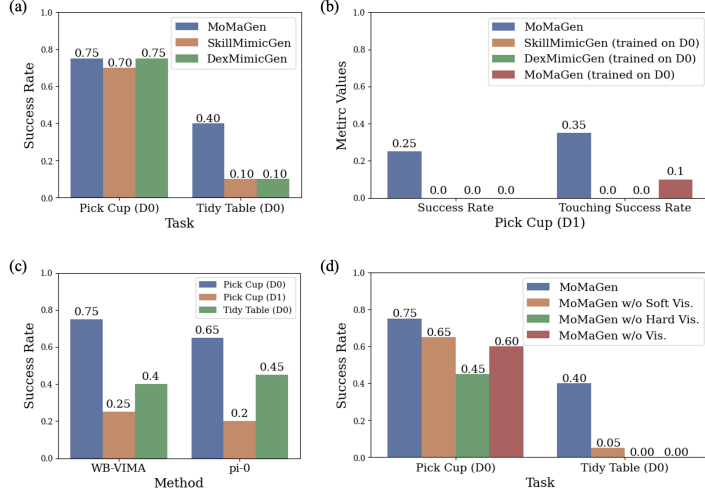 (a)
Success Rate
1.0
0.8
0.6
0.4
0.2
0.0
MoMaGen
SkillMimicGen
DexMimicGen
0.75
0.70
0.75
0.40
0.10
0.10
Pick Cup (D0)
Tidy Table (D0)
Task
(b)
Metirc Values
1.0
0.8
0.6
0.4
0.2
0.0
MoMaGen
SkillMimicGen (trained on D0)
DexMimicGen (trained on D0)
MoMaGen (trained on D0)
0.25
0.0
0.0
0.0
0.35
0.0
0.0
0.1
Success Rate
Touching Success Rate
Pick Cup (D1)
(c)
Success Rate
1.0
0.8
0.6
0.4
0.2
0.0
Pick Cup (D0)
Pick Cup (D1)
Tidy Table (D0)
0.75
0.25
0.4
0.65
0.2
0.45
WB-VIMA
pi-0
Method
(d)
Success Rate
1.0
0.8
0.6
0.4
0.2
0.0
MoMaGen
MoMaGen w/o Soft Vis.
MoMaGen w/o Hard Vis.
MoMaGen w/o Vis.
0.75
0.65
0.45
0.60
0.40
0.05
0.00
0.00
Pick Cup (D0)
Tidy Table (D0)
Task